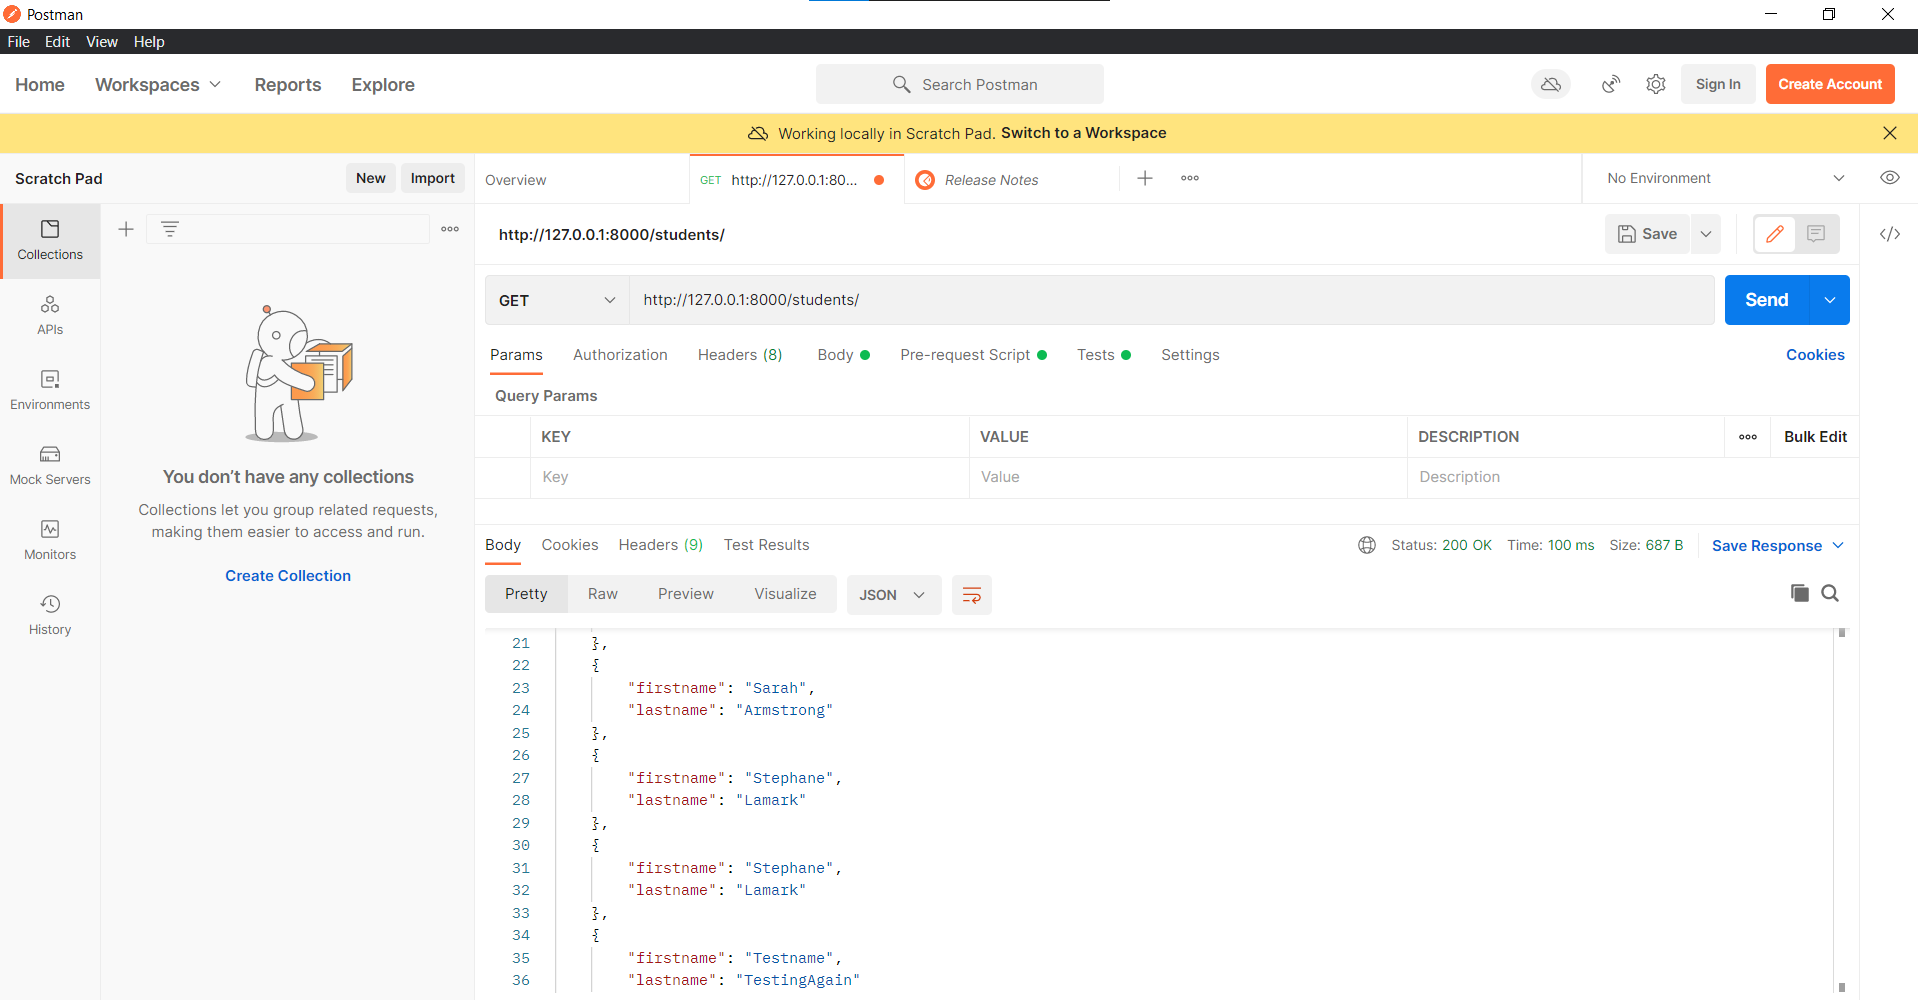 Postman
File Edit View Help
Home Workspaces Reports Explore Search Postman Sign In Create Account
Working locally in Scratch Pad. Switch to a Workspace
Scratch Pad New Import Overview GET http://127.0.0.1:80... Release Notes No Environment
http://127.0.0.1:8000/students/ Save
GET http://127.0.0.1:8000/students/ Send
Params Authorization Headers (8) Body Pre-request Script Tests Settings Cookies
Query Params
KEY VALUE DESCRIPTION Bulk Edit
Key Value Description
Collections
APIs
Environments
Mock Servers
Monitors
History
You don’t have any collections
Collections let you group related requests,
making them easier to access and run.
Create Collection
Body Cookies Headers (9) Test Results Status: 200 OK Time: 100 ms Size: 687 B Save Response
Pretty Raw Preview Visualize JSON
21 },
22 {
23 "firstname": "Sarah",
24 "lastname": "Armstrong"
25 },
26 {
27 "firstname": "Stephane",
28 "lastname": "Lamark"
29 },
30 {
31 "firstname": "Stephane",
32 "lastname": "Lamark"
33 },
34 {
35 "firstname": "Testname",
36 "lastname": "TestingAgain"